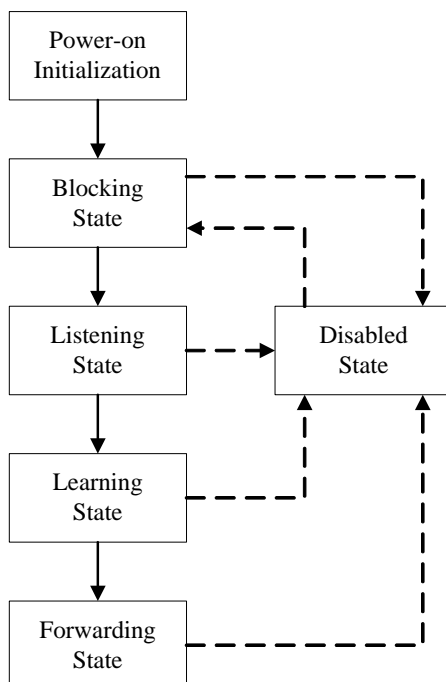 Power-on
Initialization
Blocking
State
Listening
State
Disabled
State
Learning
State
Forwarding
State